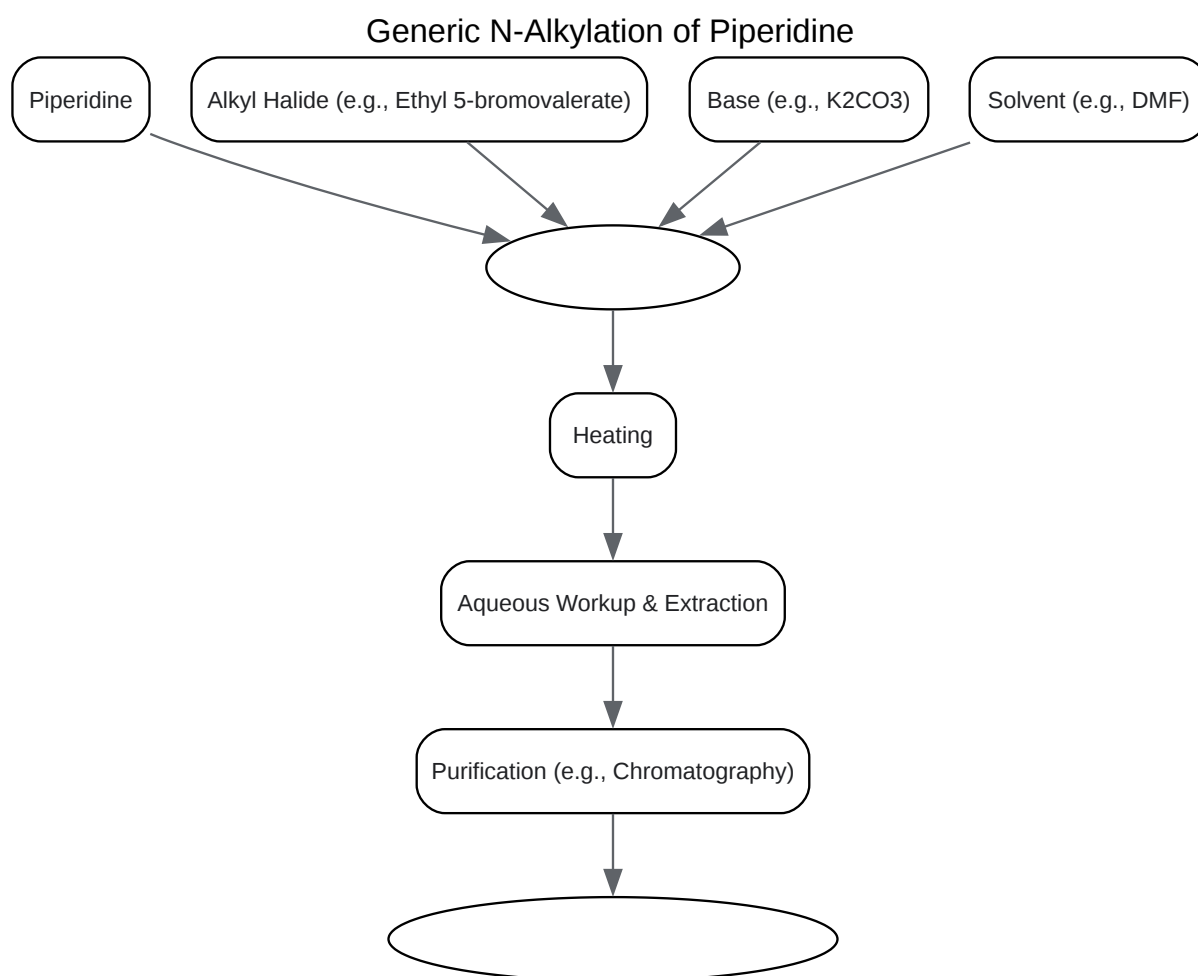 Generic N-Alkylation of Piperidine
Piperidine
Alkyl Halide (e.g., Ethyl 5-bromovalerate)
Base (e.g., K2CO3)
Solvent (e.g., DMF)
Heating
Aqueous Workup & Extraction
Purification (e.g., Chromatography)